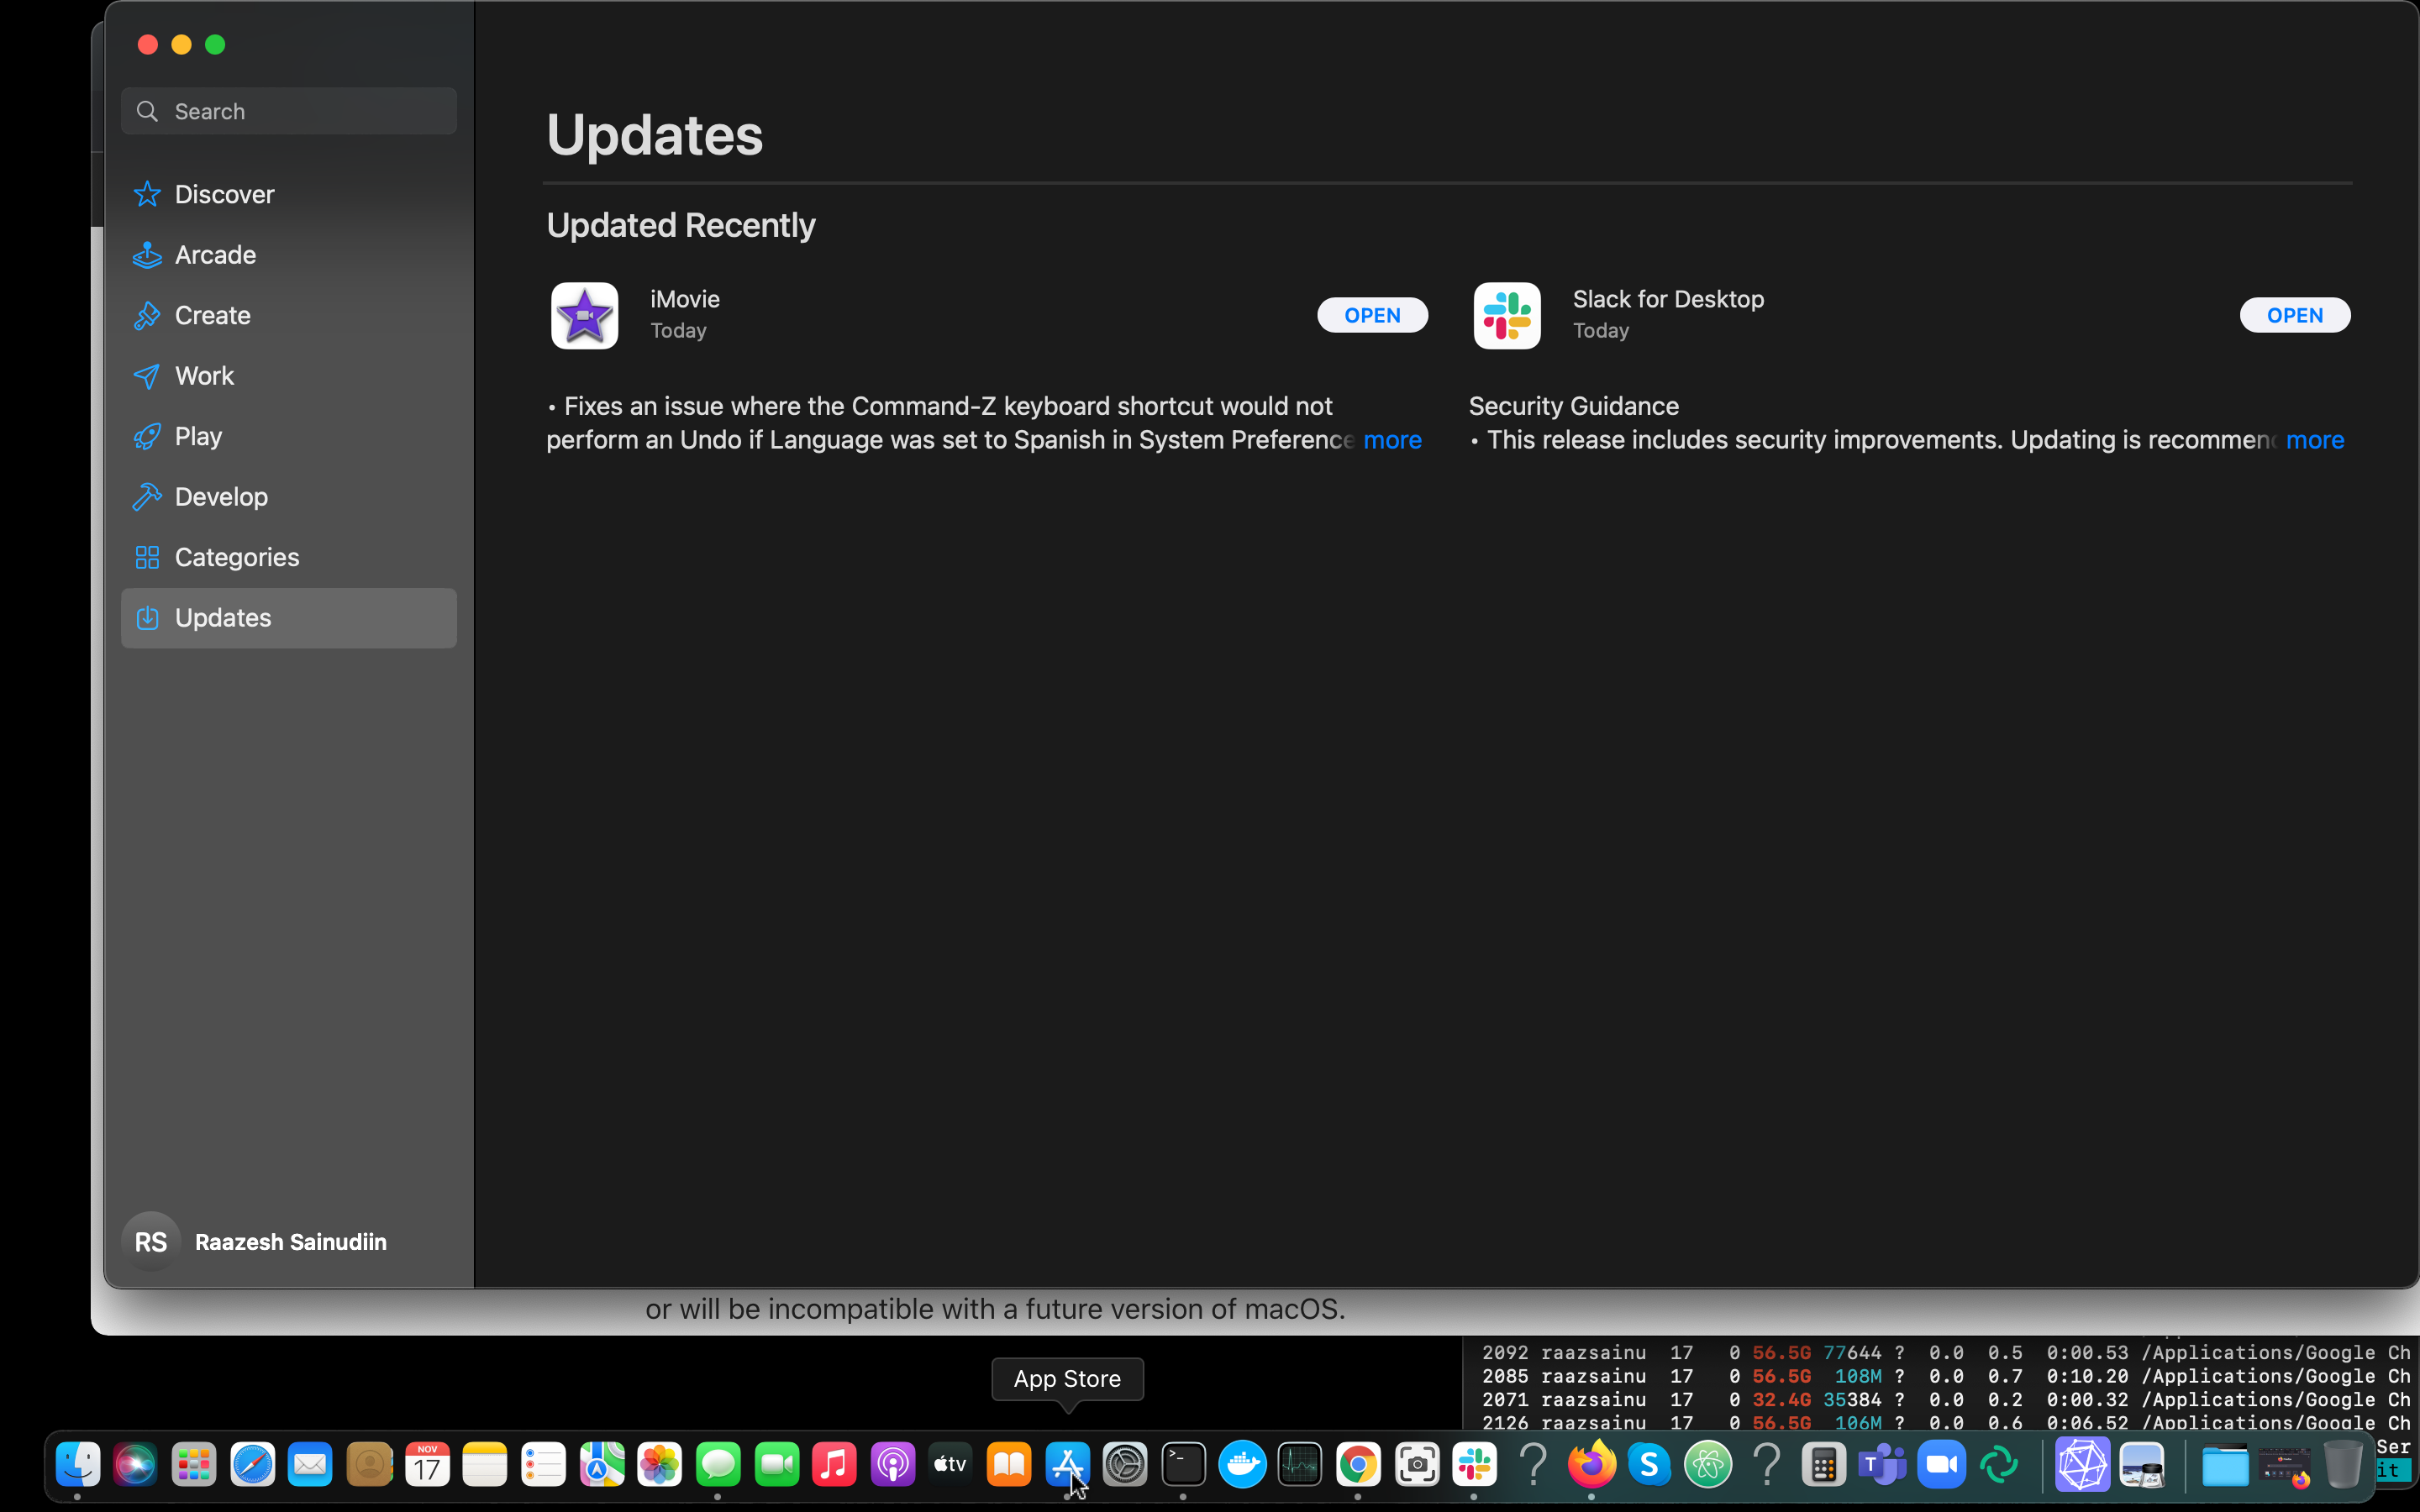 Search
Discover
Arcade
Create
Work
Play
Develop
Categories
Updates
RS Raazesh Sainudiin
Updates
Updated Recently
iMovie
Today
OPEN
• Fixes an issue where the Command-Z keyboard shortcut would not
perform an Undo if Language was set to Spanish in System Preference more
Slack for Desktop
Today
OPEN
Security Guidance
• This release includes security improvements. Updating is recommen more
or will be incompatible with a future version of macOS.
2092 raazsainu 17 0 56.5G 77644 ? 0.0 0.5 0:00.53 /Applications/Google Ch
2085 raazsainu 17 0 56.5G 108M ? 0.0 0.7 0:10.20 /Applications/Google Ch
2071 raazsainu 17 0 32.4G 35384 ? 0.0 0.2 0:00.32 /Applications/Google Ch
2126 raazsainu 17 0 56.5G 106M ? 0.0 0.6 0:06.52 /Applications/Google Ch
Ser
it
App Store
NOV
17
tv
>-
S
T